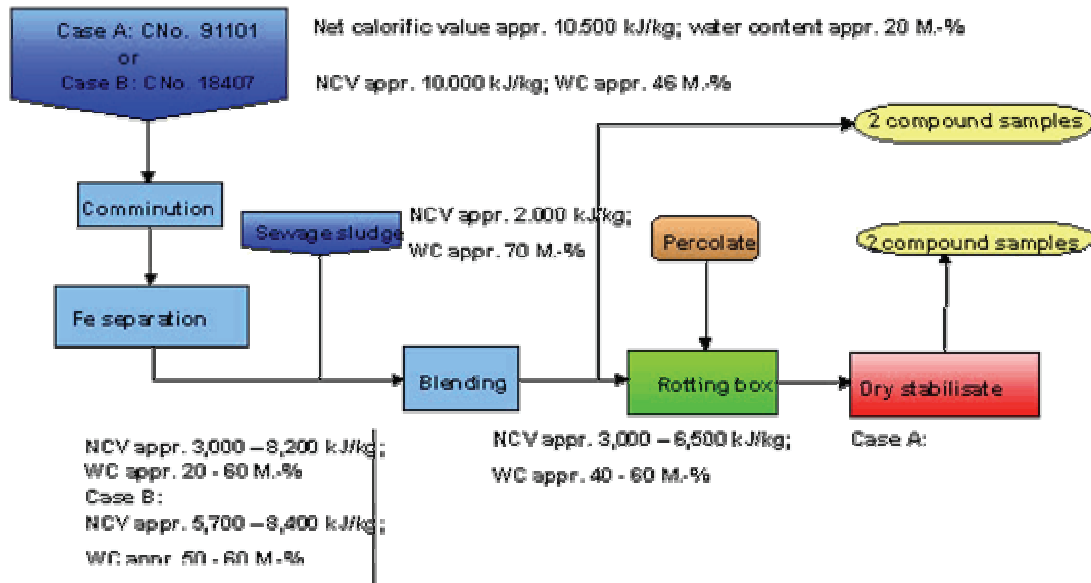 Case A: CNo. 91101
or
Case B: CNo. 18407
Net calorific value appr. 10.500 kJ/kg; water content appr. 20 M.-%
NCV appr. 10.000 kJ/kg; WC appr. 46 M.-%
2 compound samples
Comminution
Sewage sludge
NCV appr. 2.000 kJ/kg;
WC appr. 70 M.-%
Percolate
2 compound samples
Fe separation
Blending
Rotting box
Dry stabilisate
NCV appr. 3,000 – 8,200 kJ/kg;
WC appr. 20 - 60 M.-%
Case B:
NCV appr. 5,700 – 8,400 kJ/kg;
WC appr. 50 - 60 M.-%
NCV appr. 3,000 – 6,500 kJ/kg;
WC appr. 40 - 60 M.-%
Case A: